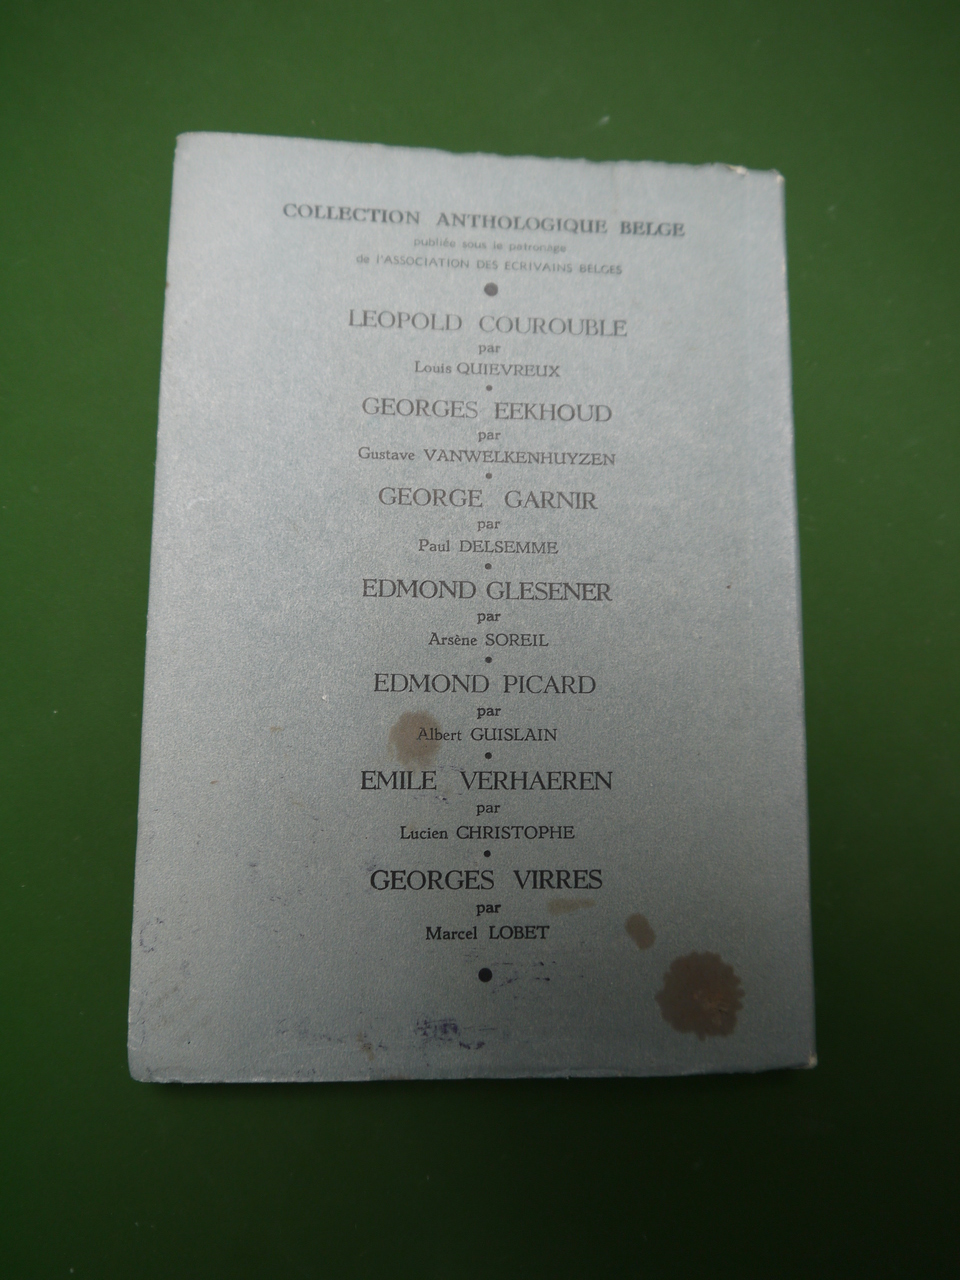 COLLECTION ANTHOLOGIQUE BELGE
publiée sous le patronage
de l'ASSOCIATION DES ECRIVAINS BELGES
LEOPOLD COUROUBLE
par
Louis QUIEVREUX
GEORGES EEKHOUD
par
Gustave VANWELKENHUYZEN
GEORGE GARNIR
par
Paul DELSEMME
EDMOND GLESENER
par
Arsène SOREIL
EDMOND PICARD
par
Albert GUISLAIN
EMILE VERHAEREN
par
Lucien CHRISTOPHE
GEORGES VIRRES
par
Marcel LOBET